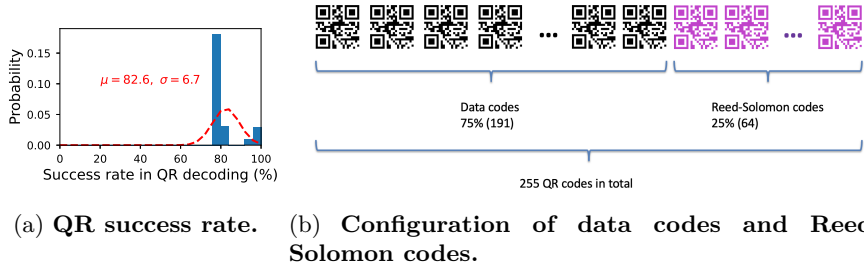 0.15
0.10
0.05
0.00
Probability
μ = 82.6, σ = 6.7
0 20 40 60 80 100
Success rate in QR decoding (%)
(a) QR success rate.
... ...
Data codes
75% (191)
Reed-Solomon codes
25% (64)
255 QR codes in total
(b) Configuration of data codes and Reed
Solomon codes.